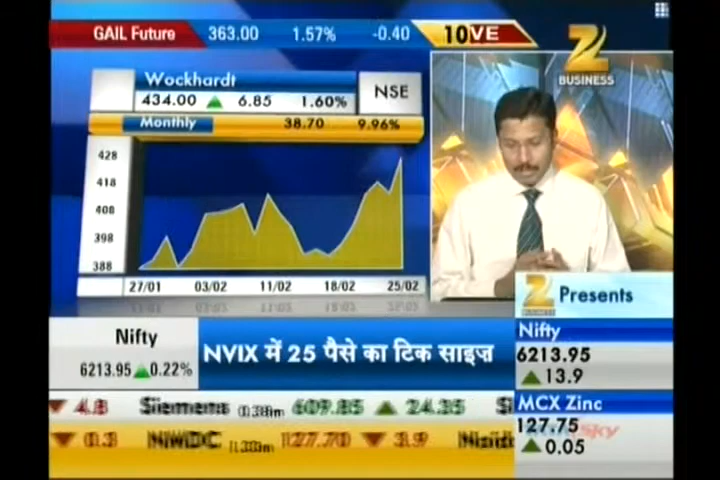 GAIL Future 363.00 1.57% -0.40 10VE
Z
BUSINESS
Wockhardt
434.00 6.85 1.60% NSE
Monthly 38.70 9.96%
428
418
408
398
388
27/01 03/02 11/02 18/02 25/02
Z Presents
Nifty
6213.95 0.22%
NVIX में 25 पैसे का टिक साइज
Nifty
6213.95
13.9
MCX Zinc
127.75
0.05
4.8 Siemens 609.85 24.35
0.3 NMDC 127.70 3.9